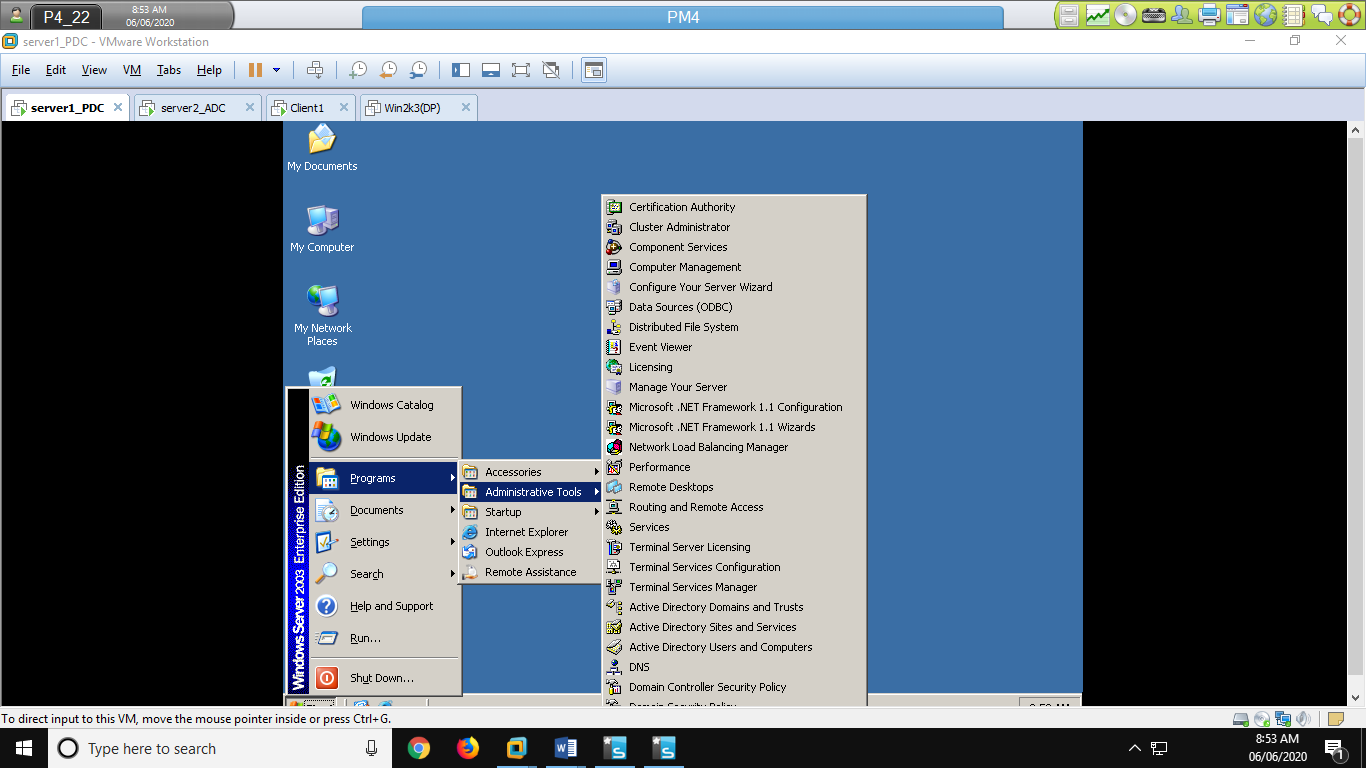 P4_22
8:53 AM
06/06/2020
PM4
server1_PDC - VMware Workstation
File Edit View VM Tabs Help
server1_PDC server2_ADC Client1 Win2k3(DP)
My Documents
My Computer
My Network
Places
Windows Catalog
Windows Update
Programs
Documents
Settings
Search
Help and Support
Run...
Shut Down...
Windows Server 2003 Enterprise Edition
Accessories
Administrative Tools
Startup
Internet Explorer
Outlook Express
Remote Assistance
Certification Authority
Cluster Administrator
Component Services
Computer Management
Configure Your Server Wizard
Data Sources (ODBC)
Distributed File System
Event Viewer
Licensing
Manage Your Server
Microsoft .NET Framework 1.1 Configuration
Microsoft .NET Framework 1.1 Wizards
Network Load Balancing Manager
Performance
Remote Desktops
Routing and Remote Access
Services
Terminal Server Licensing
Terminal Services Configuration
Terminal Services Manager
Active Directory Domains and Trusts
Active Directory Sites and Services
Active Directory Users and Computers
DNS
Domain Controller Security Policy
Domain Security Policy
To direct input to this VM, move the mouse pointer inside or press Ctrl+G.
Type here to search
8:53 AM
06/06/2020
1